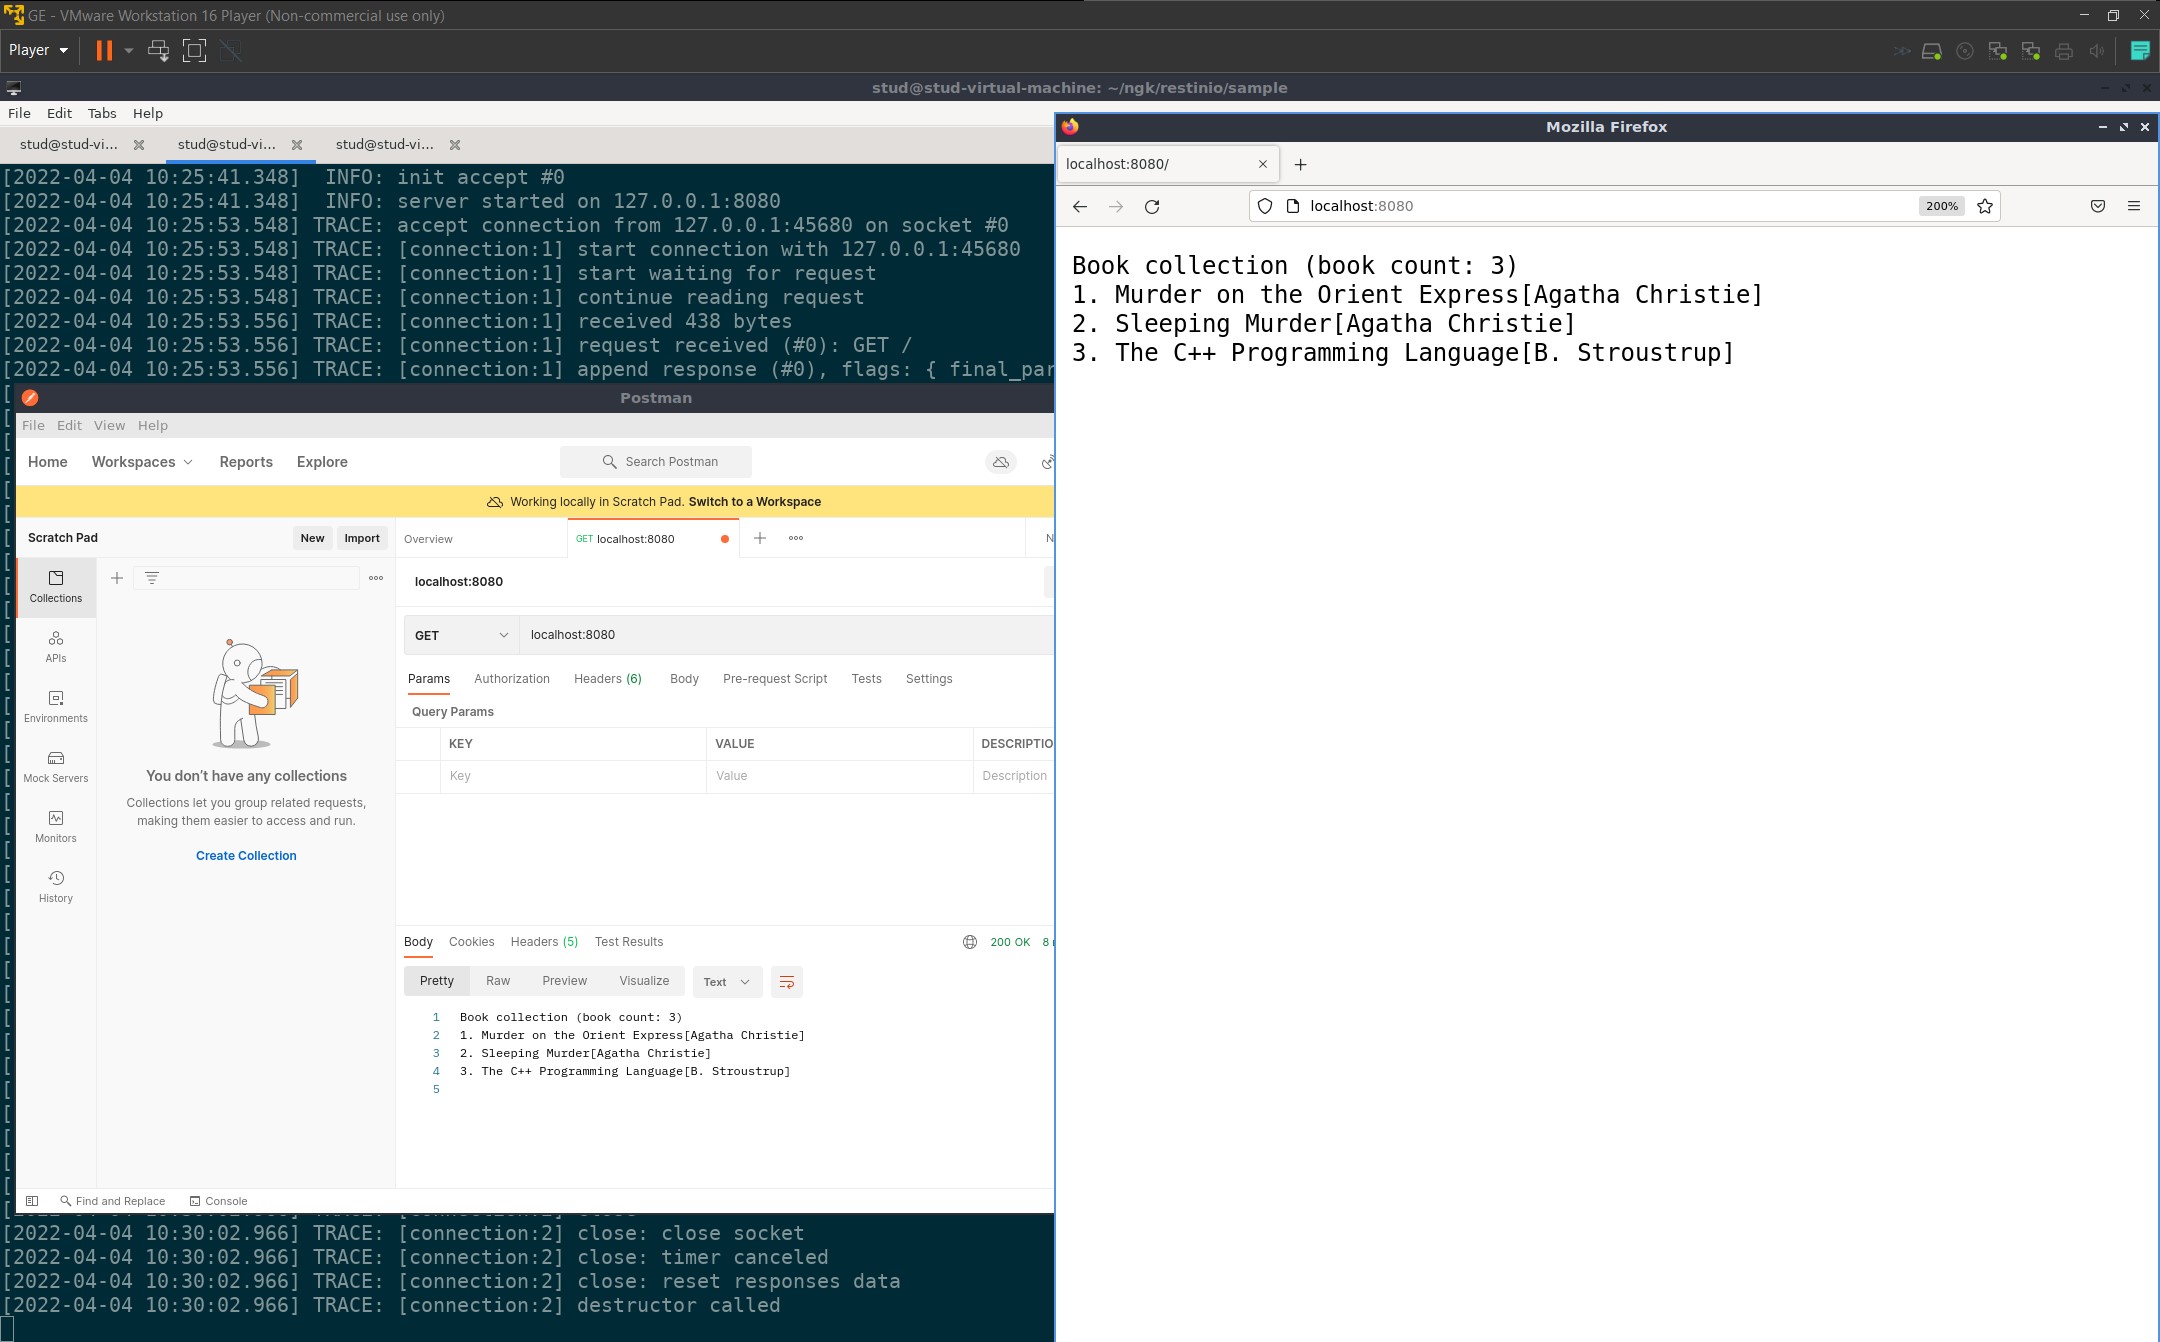 GE - VMware Workstation 16 Player (Non-commercial use only)
Player
stud@stud-virtual-machine: ~/ngk/restinio/sample
File Edit Tabs Help
stud@stud-vi... stud@stud-vi... stud@stud-vi...
[2022-04-04 10:25:41.348]  INFO: init accept #0
[2022-04-04 10:25:41.348]  INFO: server started on 127.0.0.1:8080
[2022-04-04 10:25:53.548] TRACE: accept connection from 127.0.0.1:45680 on socket #0
[2022-04-04 10:25:53.548] TRACE: [connection:1] start connection with 127.0.0.1:45680
[2022-04-04 10:25:53.548] TRACE: [connection:1] start waiting for request
[2022-04-04 10:25:53.548] TRACE: [connection:1] continue reading request
[2022-04-04 10:25:53.556] TRACE: [connection:1] received 438 bytes
[2022-04-04 10:25:53.556] TRACE: [connection:1] request received (#0): GET /
[2022-04-04 10:25:53.556] TRACE: [connection:1] append response (#0), flags: { final_par
Postman
File Edit View Help
Home Workspaces Reports Explore Search Postman
Working locally in Scratch Pad. Switch to a Workspace
Scratch Pad New Import
Overview GET localhost:8080 N
Collections
APIs
Environments
Mock Servers
Monitors
History
You don't have any collections
Collections let you group related requests,
making them easier to access and run.
Create Collection
localhost:8080
GET localhost:8080
Params Authorization Headers (6) Body Pre-request Script Tests Settings
Query Params
KEY VALUE DESCRIPTIO
Key Value Description
Body Cookies Headers (5) Test Results 200 OK 8
Pretty Raw Preview Visualize Text
1 Book collection (book count: 3)
2 1. Murder on the Orient Express[Agatha Christie]
3 2. Sleeping Murder[Agatha Christie]
4 3. The C++ Programming Language[B. Stroustrup]
5
Find and Replace Console
[2022-04-04 10:30:02.966] TRACE: [connection:2] close: close socket
[2022-04-04 10:30:02.966] TRACE: [connection:2] close: timer canceled
[2022-04-04 10:30:02.966] TRACE: [connection:2] close: reset responses data
[2022-04-04 10:30:02.966] TRACE: [connection:2] destructor called
Mozilla Firefox
localhost:8080/
localhost:8080 200%
Book collection (book count: 3)
1. Murder on the Orient Express[Agatha Christie]
2. Sleeping Murder[Agatha Christie]
3. The C++ Programming Language[B. Stroustrup]